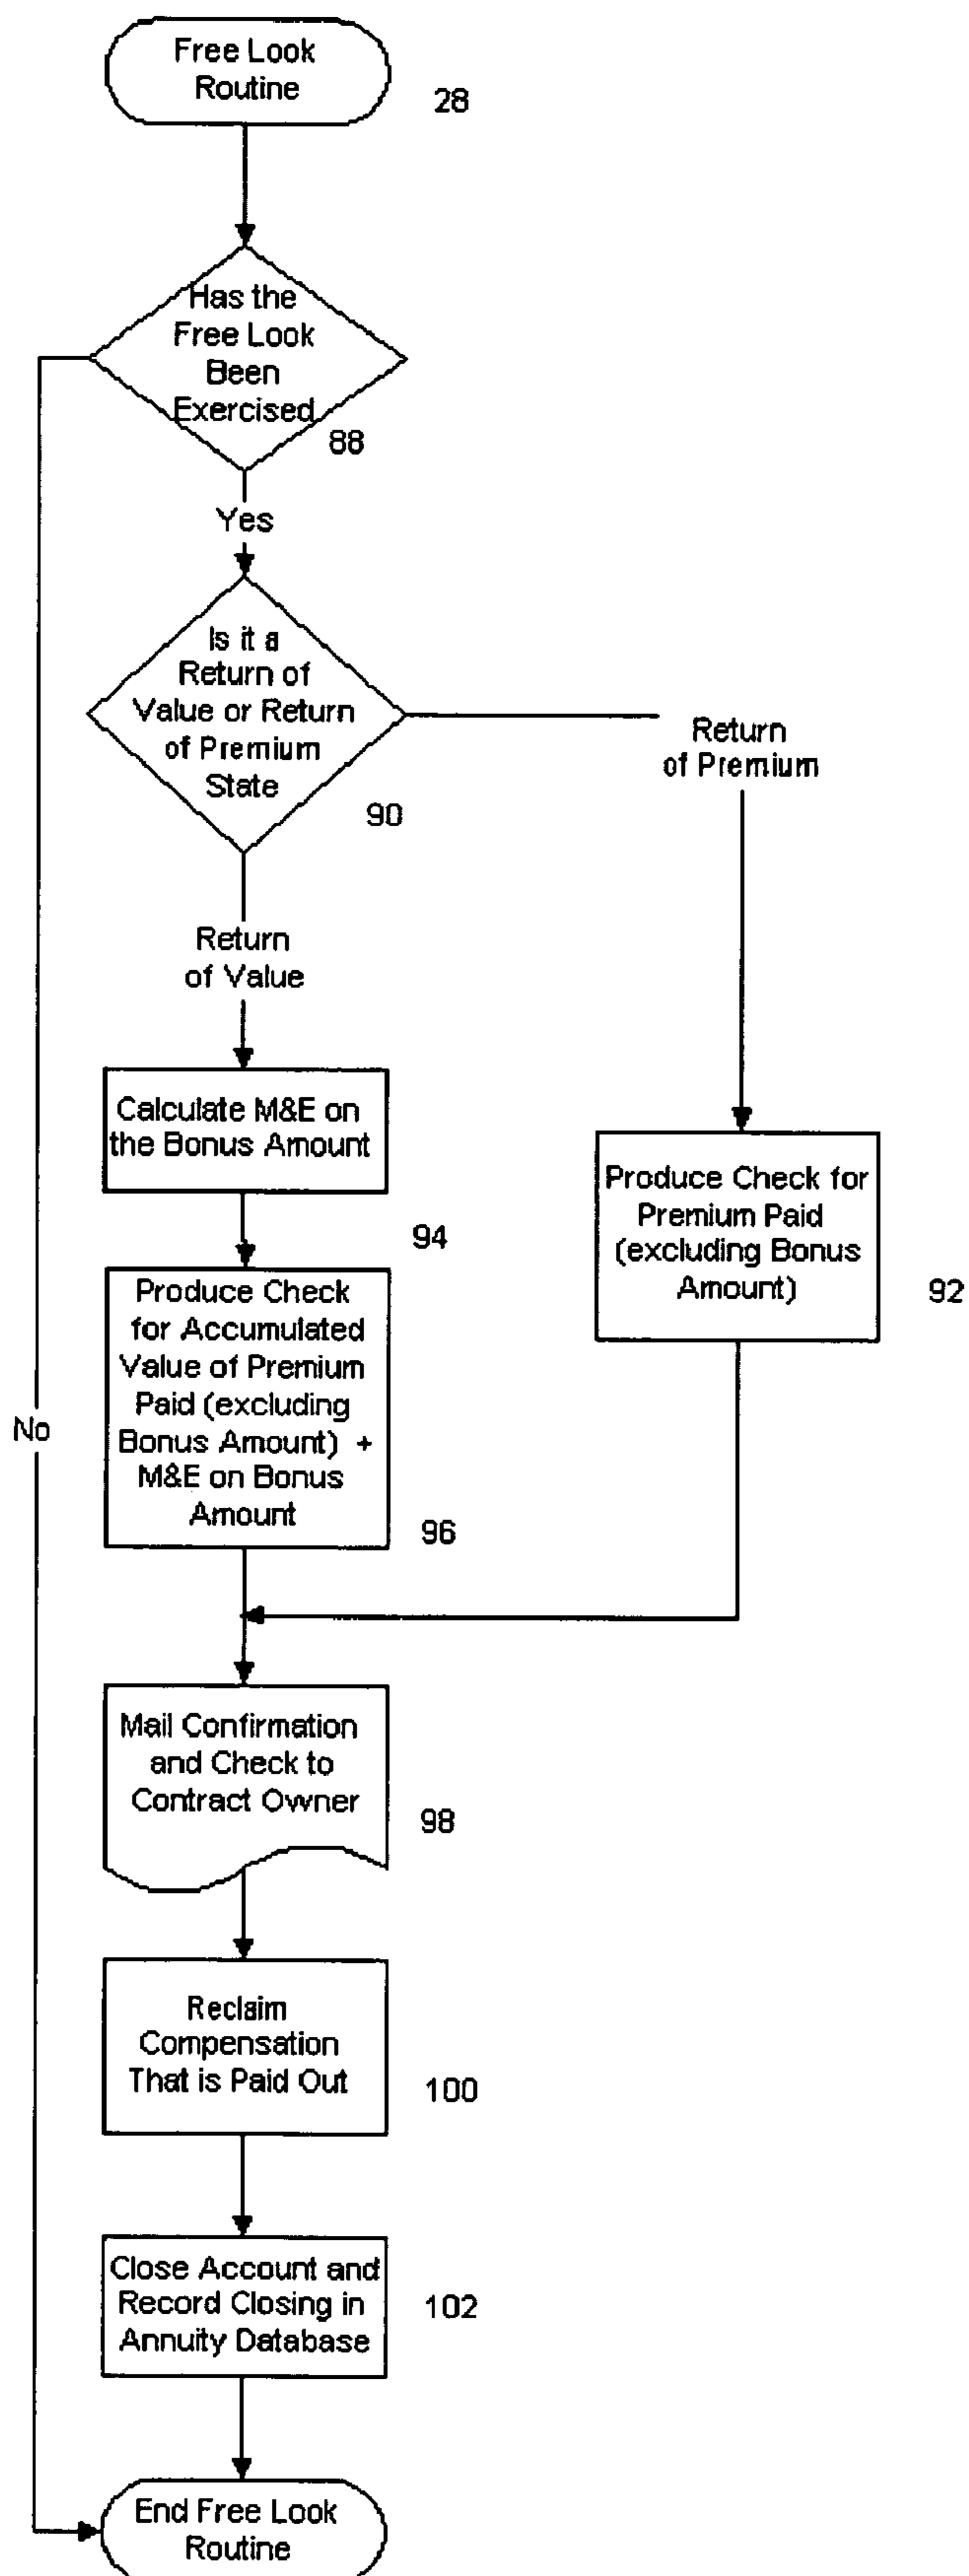 Free Look
Routine
28
Has the
Free Look
Been
Exercised
88
Yes
Is it a
Return of
Value or Return
of Premium
State
90
Return
of Premium
Return
of Value
Calculate M&E on
the Bonus Amount
94
Produce Check for
Premium Paid
(excluding Bonus
Amount)
92
Produce Check
for Accumulated
Value of Premium
Paid (excluding
Bonus Amount) +
M&E on Bonus
Amount
96
No
Mail Confirmation
and Check to
Contract Owner
98
Reclaim
Compensation
That is Paid Out
100
Close Account and
Record Closing in
Annuity Database
102
End Free Look
Routine